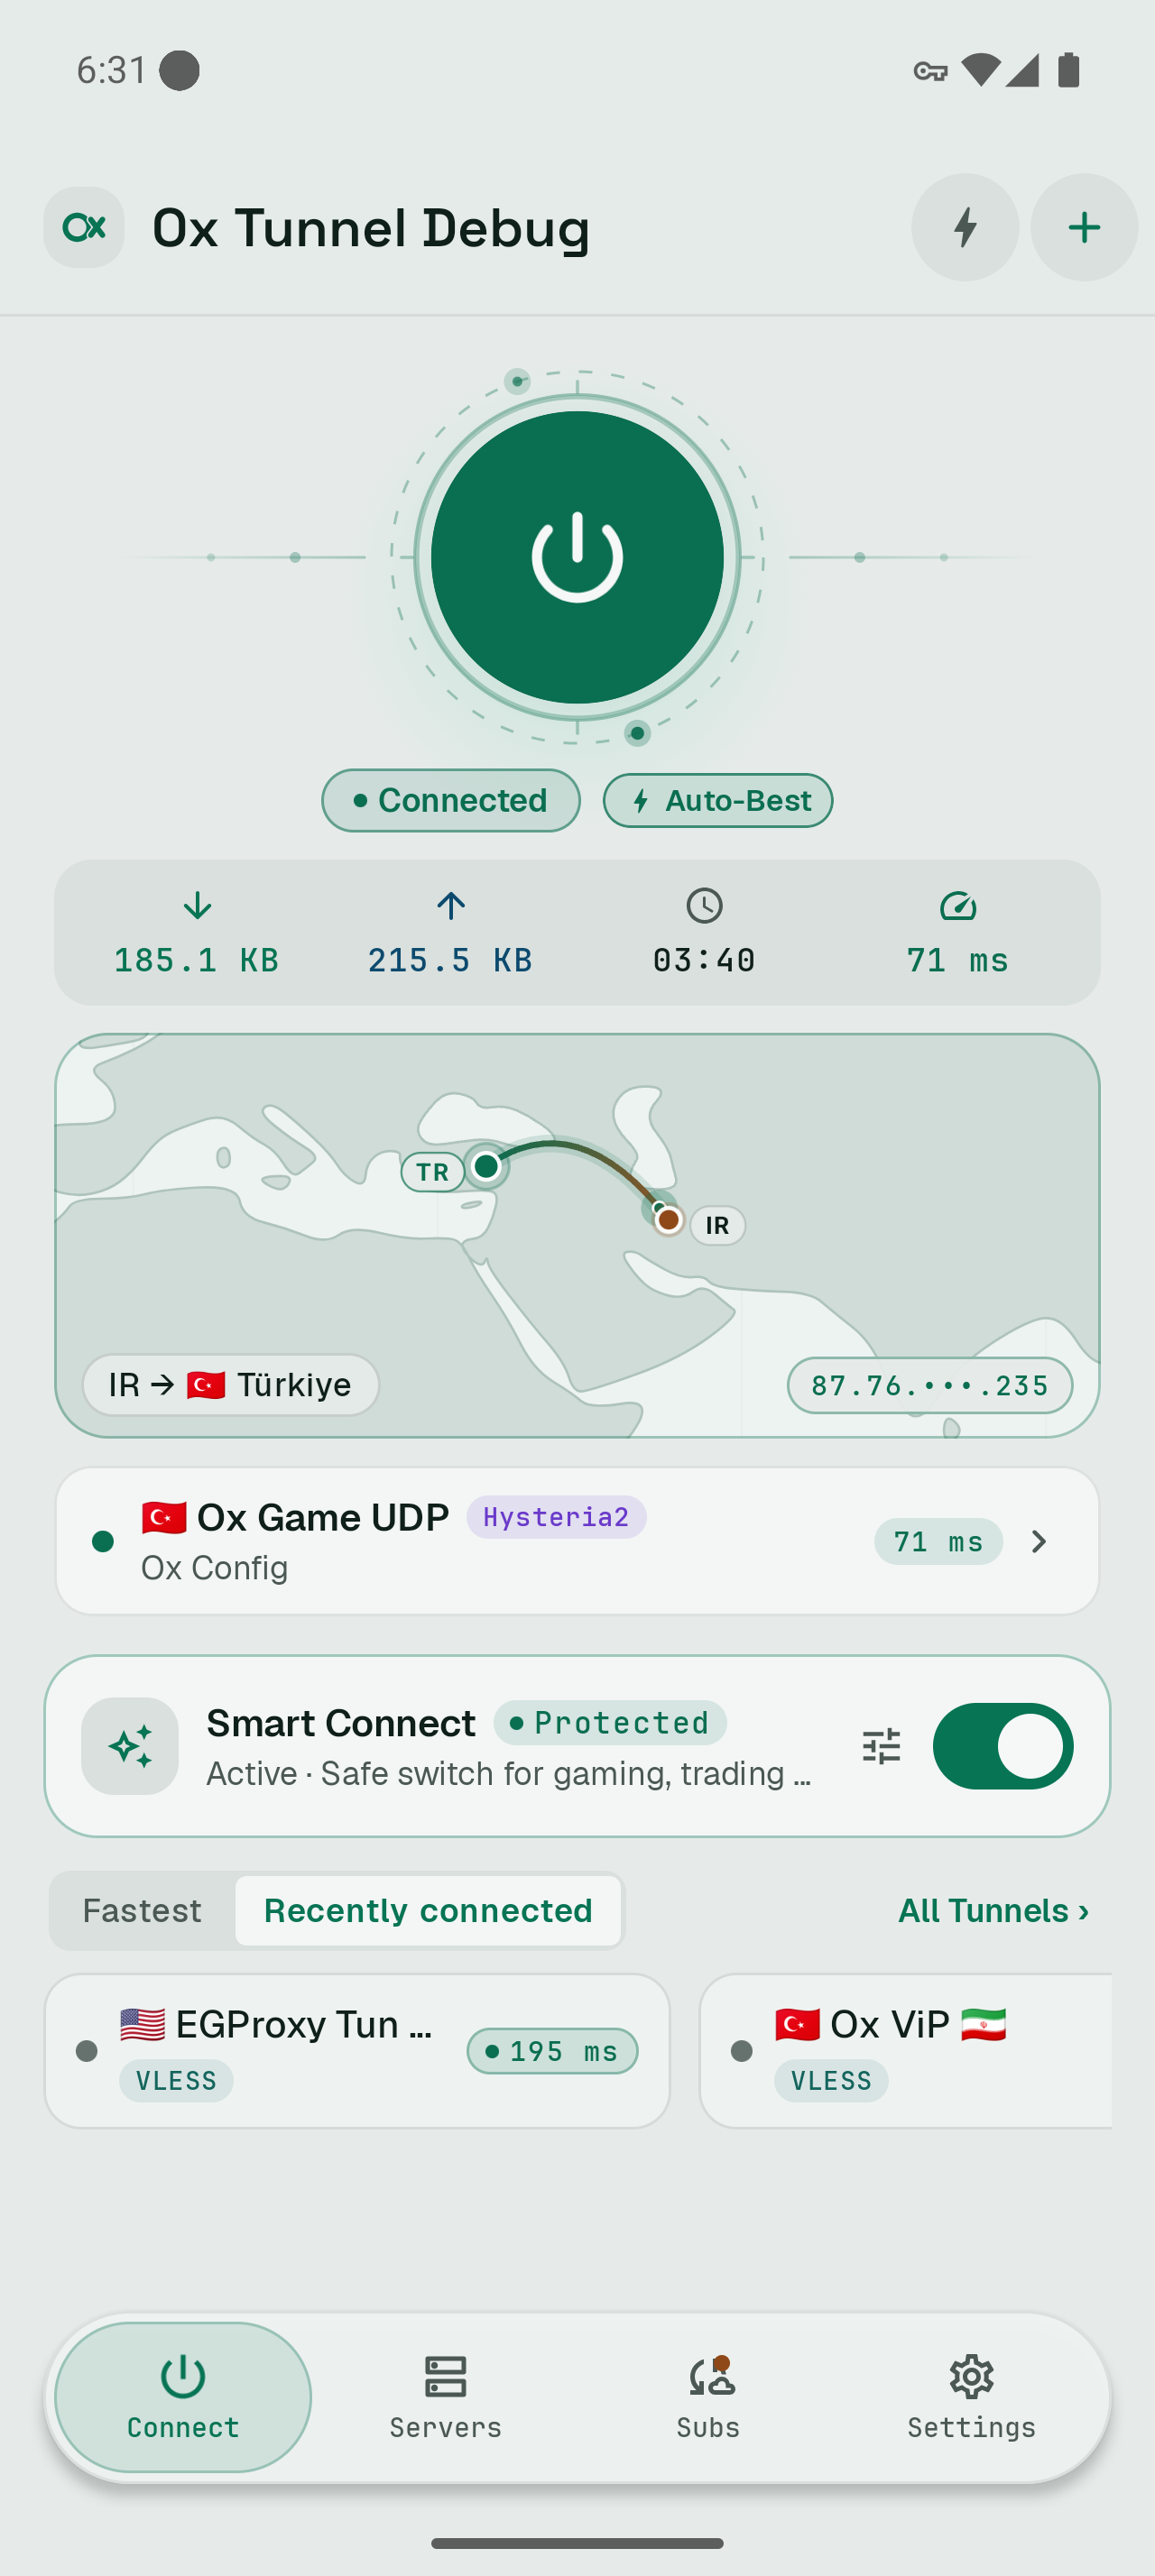 6:31
Ox
Ox Tunnel Debug
Connected
Auto-Best
185.1 KB
215.5 KB
03:40
71 ms
TR
IR
IR → 🇹🇷 Türkiye
87.76.•••.235
🇹🇷 Ox Game UDP Hysteria2
Ox Config
71 ms
Smart Connect Protected
Active · Safe switch for gaming, trading ...
Fastest
Recently connected
All Tunnels ›
🇺🇸 EGProxy Tun ...
VLESS
195 ms
🇹🇷 Ox ViP 🇮🇷
VLESS
Connect
Servers
Subs
Settings